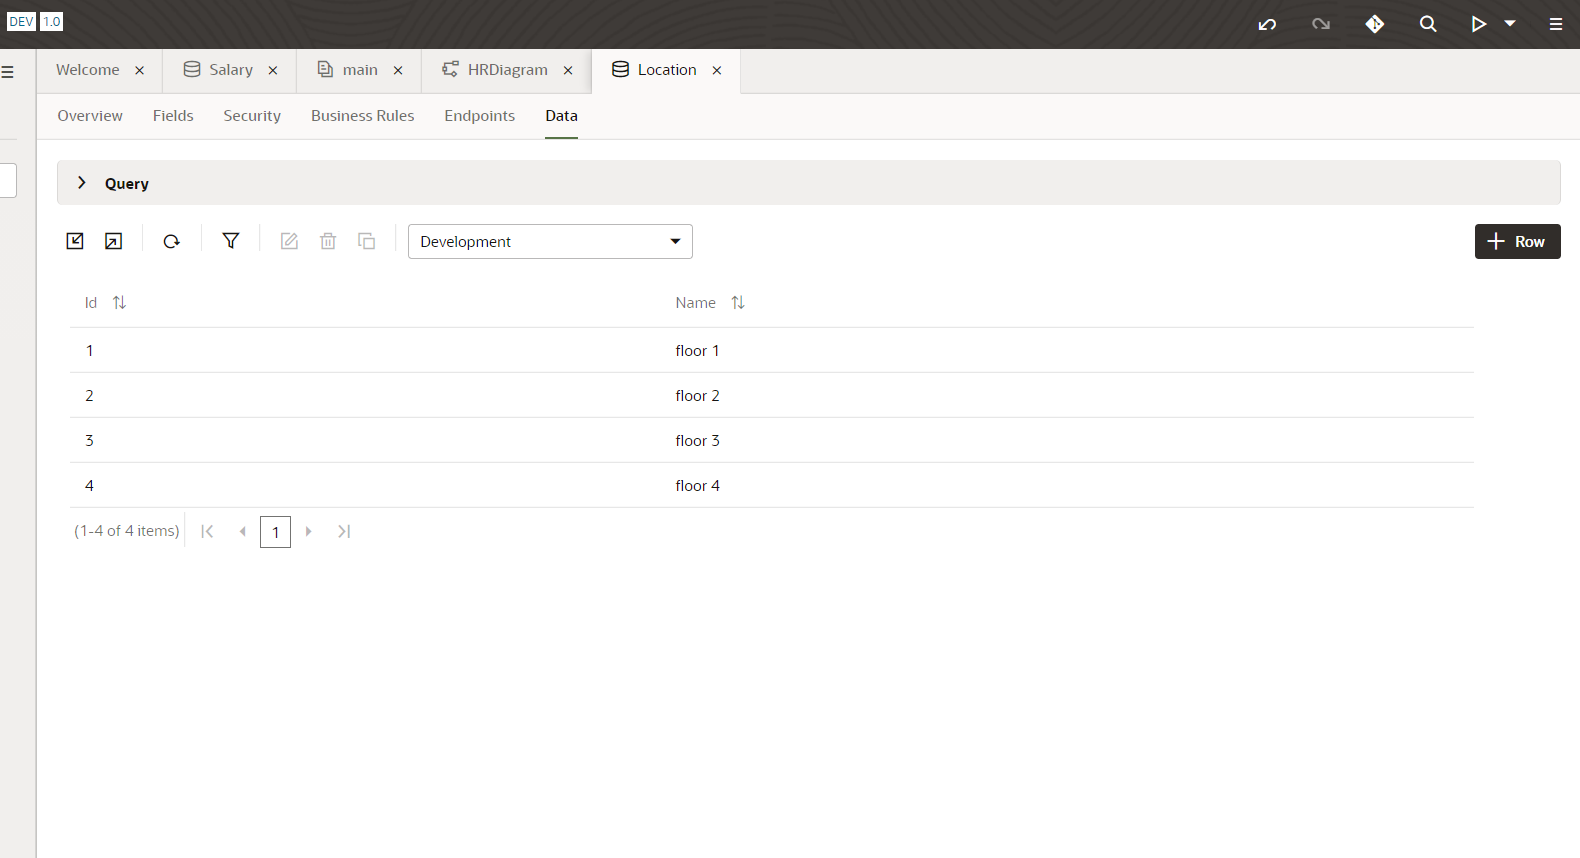 DEV 1.0
Welcome Salary main HRDiagram Location
Overview Fields Security Business Rules Endpoints Data
Query
Development
Row
Id Name
1 floor 1
2 floor 2
3 floor 3
4 floor 4
(1-4 of 4 items) 1